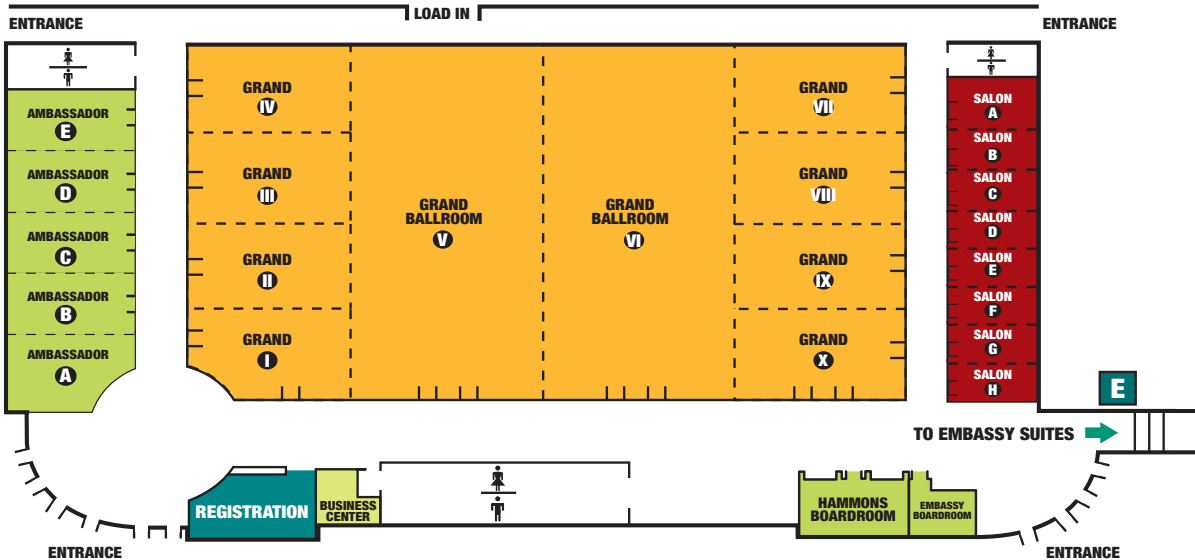 LOAD IN
ENTRANCE
ENTRANCE
AMBASSADOR
E
AMBASSADOR
D
AMBASSADOR
C
AMBASSADOR
B
AMBASSADOR
A
GRAND
IV
GRAND
III
GRAND
II
GRAND
I
GRAND
BALLROOM
V
GRAND
BALLROOM
VI
GRAND
VII
GRAND
VIII
GRAND
IX
GRAND
X
SALON
A
SALON
B
SALON
C
SALON
D
SALON
E
SALON
F
SALON
G
SALON
H
E
TO EMBASSY SUITES
REGISTRATION
BUSINESS
CENTER
HAMMONS
BOARDROOM
EMBASSY
BOARDROOM
ENTRANCE
ENTRANCE